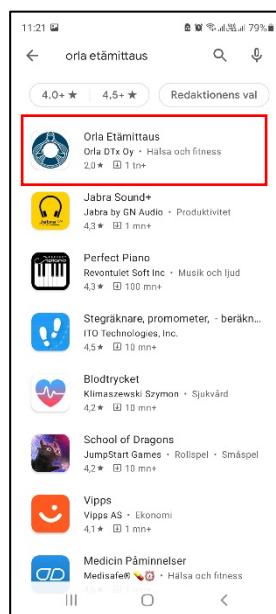 11:21 79%
orla etämittaus
4,0+ ★ 4,5+ ★ Redaktionens val
Orla Etämittaus
Orla DTx Oy • Hälsa och fitness
2,0 ★ 1 tn+
Jabra Sound+
Jabra by GN Audio • Produktivitet
4,3 ★ 1 mn+
Perfect Piano
Revontulet Soft Inc • Musik och ljud
4,3 ★ 100 mn+
Stegräknare, promometer, - beräkn...
ITO Technologies, Inc.
4,5 ★ 10 mn+
Blodtrycket
Klimaszewski Szymon • Sjukvård
4,2 ★ 10 mn+
School of Dragons
JumpStart Games • Rollspel • Småspel
4,2 ★ 10 mn+
Vipps
Vipps AS • Ekonomi
4,1 ★ 1 mn+
Medicin Påminnelser
Medisafe® 💊⏰ • Hälsa och fitness